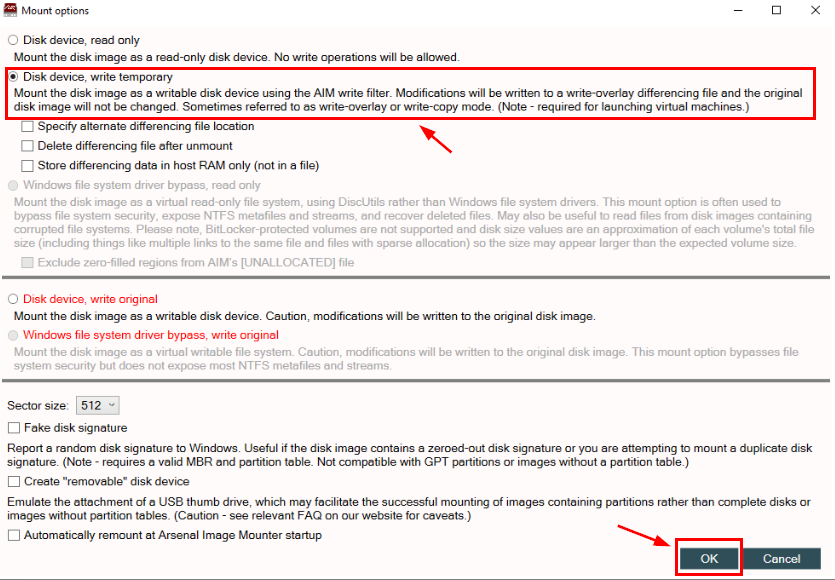 Mount options
Disk device, read only
Mount the disk image as a read-only disk device. No write operations will be allowed.
Disk device, write temporary
Mount the disk image as a writable disk device using the AIM write filter. Modifications will be written to a write-overlay differencing file and the original
disk image will not be changed. Sometimes referred to as write-overlay or write-copy mode. (Note - required for launching virtual machines.)
Specify alternate differencing file location
Delete differencing file after unmount
Store differencing data in host RAM only (not in a file)
Windows file system driver bypass, read only
Mount the disk image as a virtual read-only file system, using DiscUtils rather than Windows file system drivers. This mount option is often used to
bypass file system security, expose NTFS metafiles and streams, and recover deleted files. May also be useful to read files from disk images containing
corrupted file systems. Please note, BitLocker-protected volumes are not supported and disk size values are an approximation of each volume's total file
size (including things like multiple links to the same file and files with sparse allocation) so the size may appear larger than the expected volume size.
Exclude zero-filled regions from AIM's [UNALLOCATED] file
Disk device, write original
Mount the disk image as a writable disk device. Caution, modifications will be written to the original disk image.
Windows file system driver bypass, write original
Mount the disk image as a virtual writable file system. Caution, modifications will be written to the original disk image. This mount option bypasses file
system security but does not expose most NTFS metafiles and streams.
Sector size: 512
Fake disk signature
Report a random disk signature to Windows. Useful if the disk image contains a zeroed-out disk signature or you are attempting to mount a duplicate disk
signature. (Note - requires a valid MBR and partition table. Not compatible with GPT partitions or images without a partition table.)
Create "removable" disk device
Emulate the attachment of a USB thumb drive, which may facilitate the successful mounting of images containing partitions rather than complete disks or
images without partition tables. (Caution - see relevant FAQ on our website for caveats.)
Automatically remount at Arsenal Image Mounter startup
OK Cancel